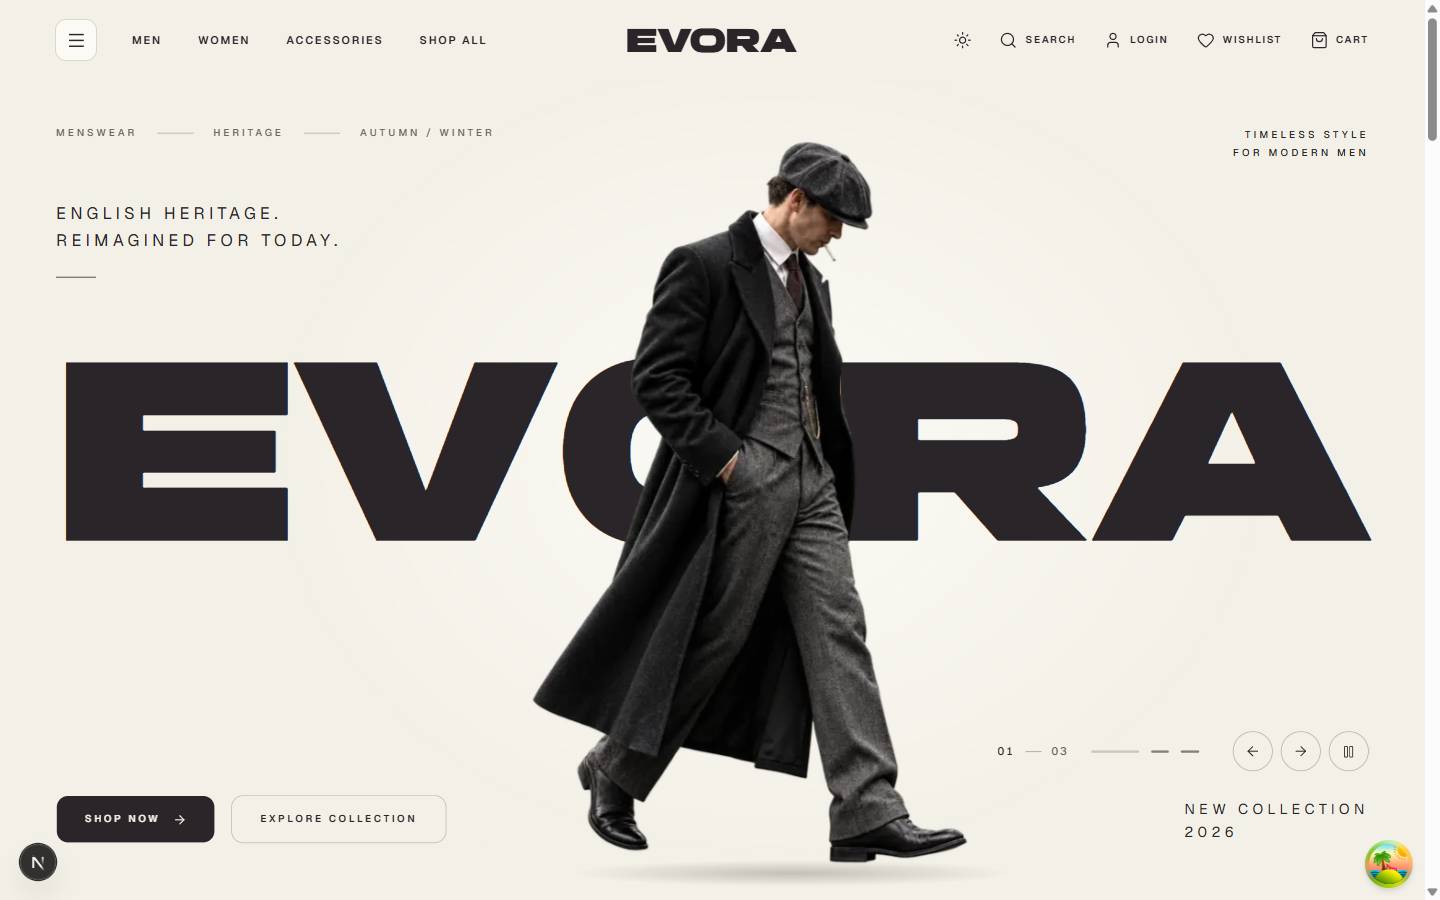 MEN
WOMEN
ACCESSORIES
SHOP ALL
EVORA
SEARCH
LOGIN
WISHLIST
CART
MENSWEAR
HERITAGE
AUTUMN / WINTER
TIMELESS STYLE
FOR MODERN MEN
ENGLISH HERITAGE.
REIMAGINED FOR TODAY.
EVORA
01 — 03
SHOP NOW
EXPLORE COLLECTION
NEW COLLECTION
2026
N